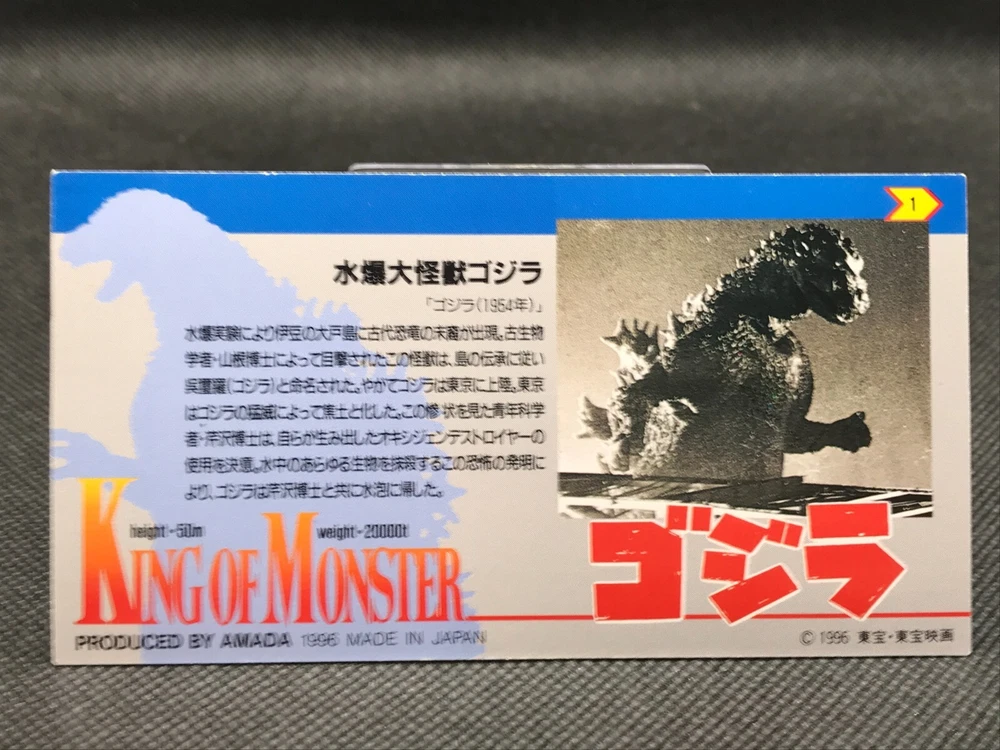 1
水爆大怪獣ゴジラ
「ゴジラ(1954年)」
水爆実験により伊豆の大戸島に古代恐竜の末裔が出現。古生物
学者・山根博士によって目撃されたこの怪獣は、島の伝承に従い
呉爾羅(ゴジラ)と命名された。やがてゴジラは東京に上陸。東京
はゴジラの猛威によって焦土と化した。この惨状を見た青年科学
者・芹沢博士は、自らが生み出したオキシジェンデストロイヤーの
使用を決意。水中のあらゆる生物を抹殺するこの恐怖の発明に
より、ゴジラは芹沢博士と共に水泡に帰した。
height・50m weight・20000t
KING OF MONSTER
ゴジラ
PRODUCED BY AMADA 1996 MADE IN JAPAN
© 1996 東宝・東宝映画